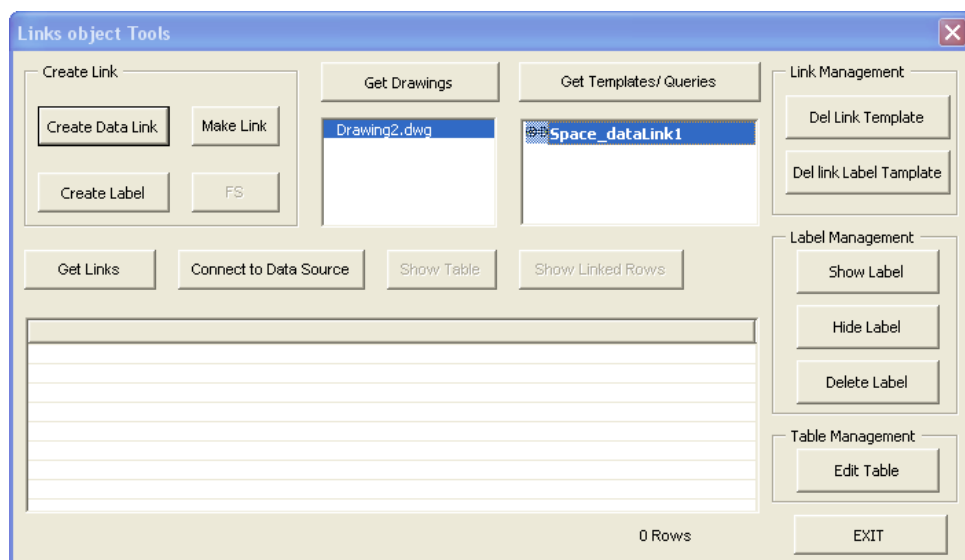 Links object Tools
Create Link
Create Data Link
Make Link
Create Label
FS
Get Drawings
Drawing2.dwg
Get Templates/ Queries
Space_dataLink1
Link Management
Del Link Template
Del link Label Tamplate
Get Links
Connect to Data Source
Show Table
Show Linked Rows
Label Management
Show Label
Hide Label
Delete Label
Table Management
Edit Table
0 Rows
EXIT